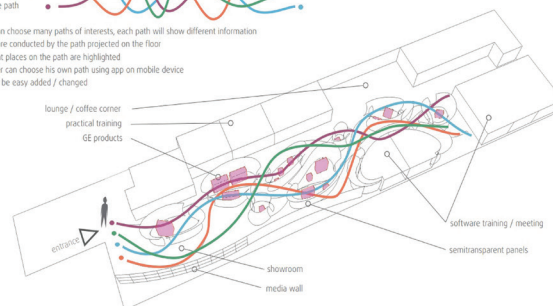 e path
on choose many paths of interests, each path will show different information
re conducted by the path projected on the floor
nt places on the path are highlighted
r can choose his own path using app on mobile device
be easy added / changed
lounge / coffee corner
practical training
GE products
entrance
software training / meeting
semitransparent panels
showroom
media wall